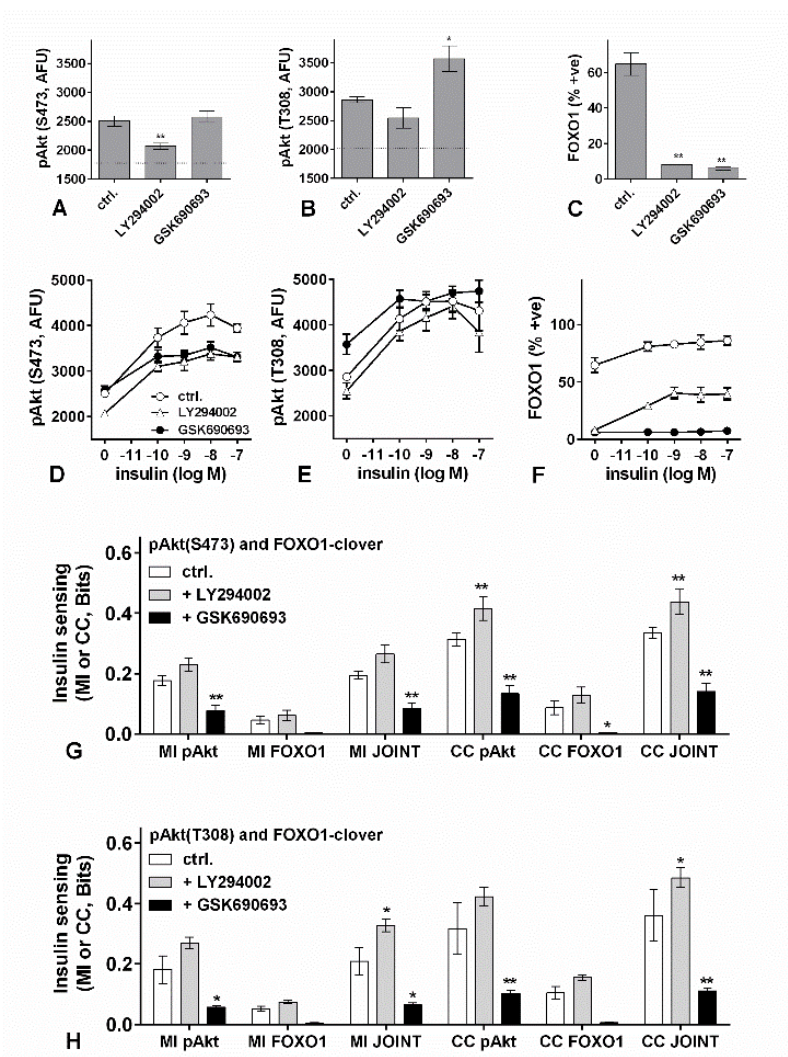 pAkt (S473, AFU)
3500
3000
2500
2000
1500
**
ctrl.
LY294002
GSK690693
A
pAkt (T308, AFU)
3500
3000
2500
2000
1500
*
ctrl.
LY294002
GSK690693
B
FOXO1 (% +ve)
60
40
20
0
**
**
ctrl.
LY294002
GSK690693
C
pAkt (S473, AFU)
5000
4000
3000
2000
ctrl.
LY294002
GSK690693
0 -11 -10 -9 -8 -7
insulin (log M)
D
pAkt (T308, AFU)
5000
4000
3000
2000
0 -11 -10 -9 -8 -7
insulin (log M)
E
FOXO1 (% +ve)
100
50
0
0 -11 -10 -9 -8 -7
insulin (log M)
F
pAkt(S473) and FOXO1-clover
ctrl.
+ LY294002
+ GSK690693
Insulin sensing
(MI or CC, Bits)
0.6
0.4
0.2
0.0
** ** ** ** * ** **
MI pAkt MI FOXO1 MI JOINT CC pAkt CC FOXO1 CC JOINT
G
pAkt(T308) and FOXO1-clover
ctrl.
+ LY294002
+ GSK690693
Insulin sensing
(MI or CC, Bits)
0.6
0.4
0.2
0.0
* * * ** * **
MI pAkt MI FOXO1 MI JOINT CC pAkt CC FOXO1 CC JOINT
H